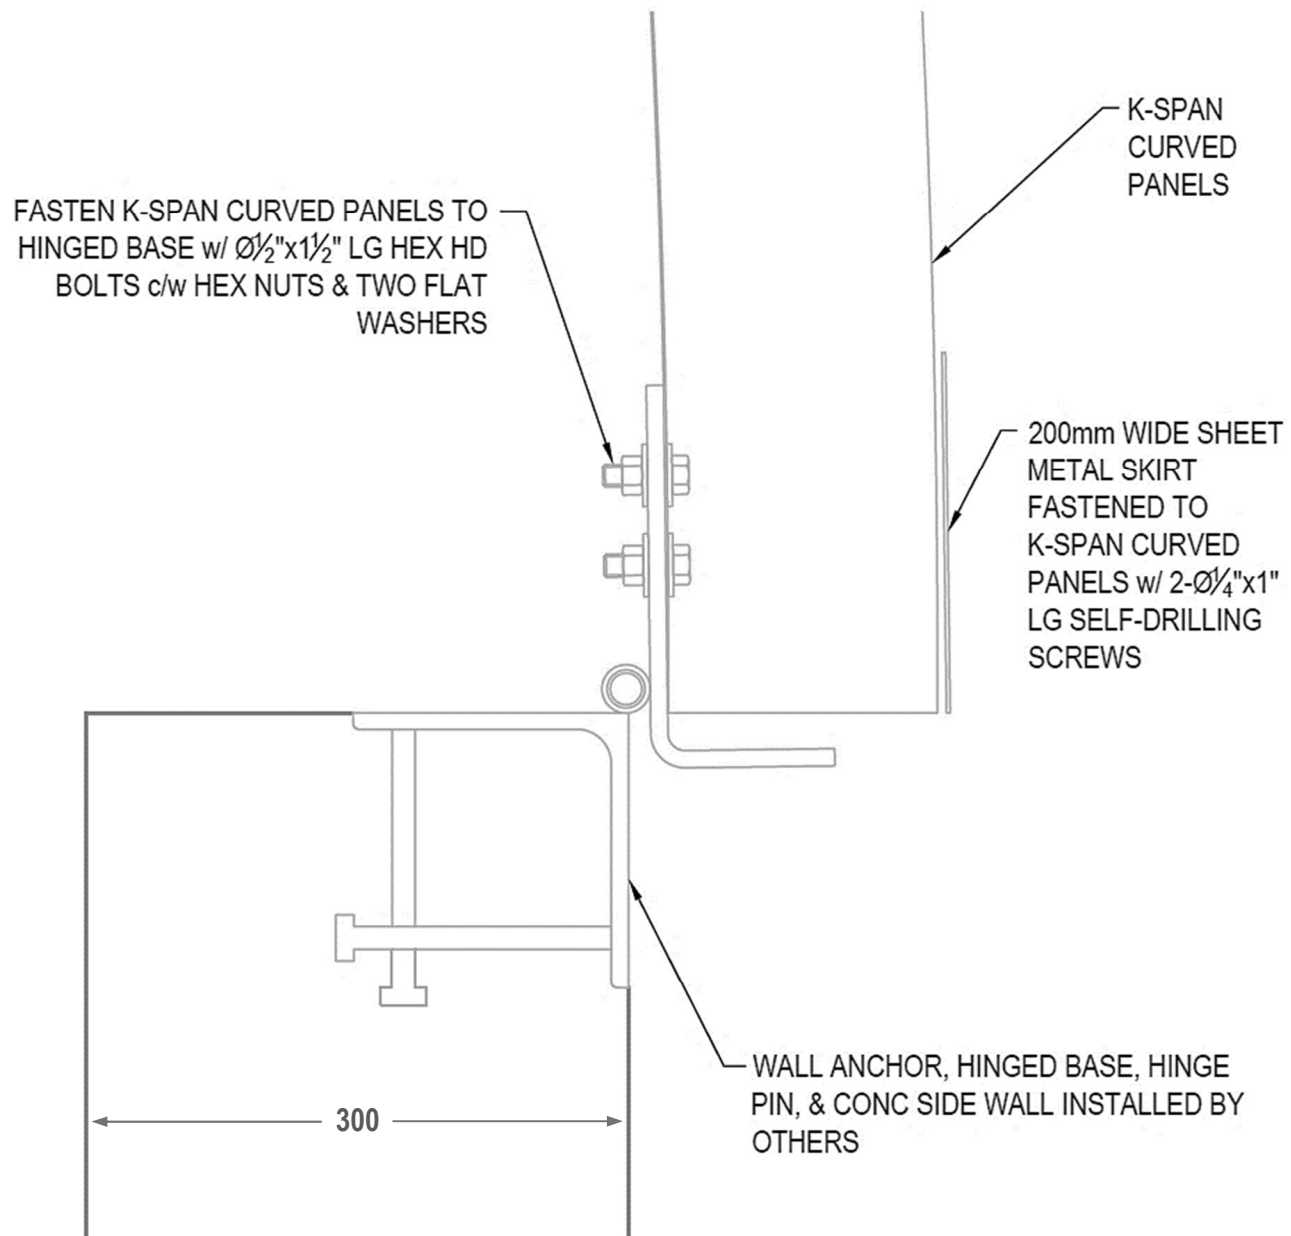 K-SPAN
CURVED
PANELS
FASTEN K-SPAN CURVED PANELS TO
HINGED BASE w/ Ø½"x1½" LG HEX HD
BOLTS c/w HEX NUTS & TWO FLAT
WASHERS
200mm WIDE SHEET
METAL SKIRT
FASTENED TO
K-SPAN CURVED
PANELS w/ 2-Ø¼"x1"
LG SELF-DRILLING
SCREWS
WALL ANCHOR, HINGED BASE, HINGE
PIN, & CONC SIDE WALL INSTALLED BY
OTHERS
300